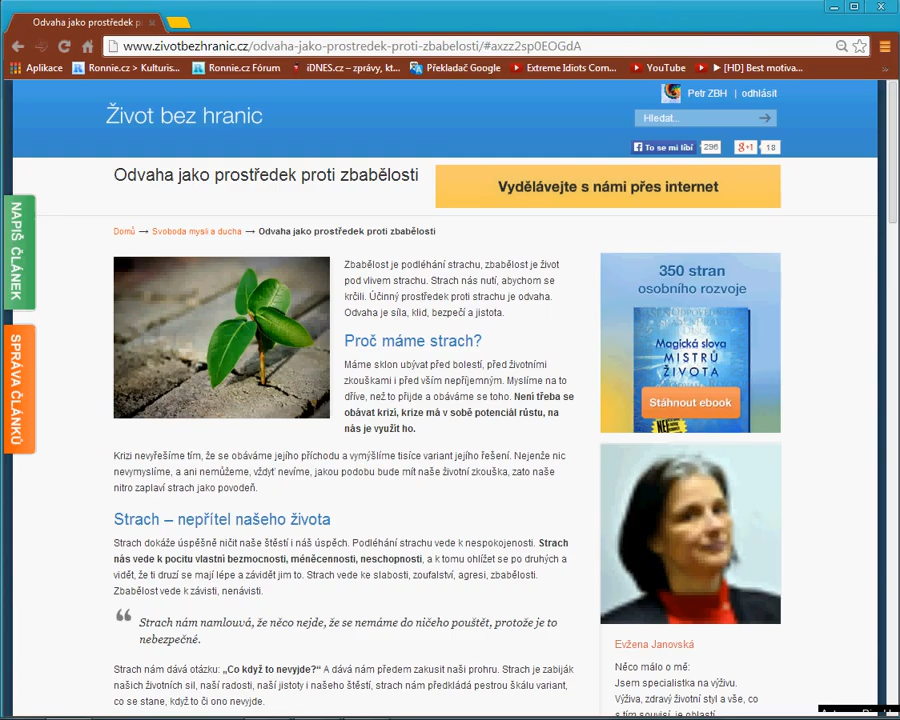 Odvaha jako prostředek p
www.zivotbezhranic.cz/odvaha-jako-prostredek-proti-zbabelosti/#axzz2sp0EOGdA
Aplikace Ronnie.cz > Kulturis... Ronnie.cz Fórum iDNES.cz – zprávy, kt... Překladač Google Extreme Idiots Com... YouTube ► [HD] Best motiva...
Petr ZBH | odhlásit
Život bez hranic
Hledat...
To se mi líbí 296 g+1 18
Odvaha jako prostředek proti zbabělosti
Vydělávejte s námi přes internet
NAPIŠ ČLÁNEK
SPRÁVA ČLÁNKŮ
Domů → Svoboda mysli a ducha → Odvaha jako prostředek proti zbabělosti
Zbabělost je podléhání strachu, zbabělost je život
pod vlivem strachu. Strach nás nutí, abychom se
krčili. Účinný prostředek proti strachu je odvaha.
Odvaha je síla, klid, bezpečí a jistota.
Proč máme strach?
Máme sklon ubývat před bolestí, před životními
zkouškami i před vším nepříjemným. Myslíme na to
dříve, než to přijde a obáváme se toho. Není třeba se
obávat krizí, krize má v sobě potenciál růstu, na
nás je využít ho.
Krizi nevyřešíme tím, že se obáváme jejího příchodu a vymýšlíme tisíce variant jejího řešení. Nejenže nic
nevymyslíme, a ani nemůžeme, vždyť nevíme, jakou podobu bude mít naše životní zkouška, zato naše
nitro zaplaví strach jako povodeň.
Strach – nepřítel našeho života
Strach dokáže úspěšně ničit naše štěstí i náš úspěch. Podléhání strachu vede k nespokojenosti. Strach
nás vede k pocitu vlastní bezmocnosti, méněcennosti, neschopnosti, a k tomu ohlížet se po druhých a
vidět, že ti druzí se mají lépe a závidět jim to. Strach vede ke slabosti, zoufalství, agresi, zbabělosti.
Zbabělost vede k závisti, nenávisti.
“ Strach nám namlouvá, že něco nejde, že se nemáme do ničeho pouštět, protože je to
nebezpečné.
Strach nám dává otázku: „Co když to nevyjde?“ A dává nám předem zakusit naši prohru. Strach je zabiják
našich životních sil, naší radosti, naší jistoty i našeho štěstí, strach nám předkládá pestrou škálu variant,
co se stane, když to či ono nevyjde.
350 stran
osobního rozvoje
Magická slova
MISTRŮ
ŽIVOTA
Stáhnout ebook
Evžena Janovská
Něco málo o mě:
Jsem specialistka na výživu.
Výživa, zdravý životní styl a vše, co
s tím souvisí, je oblastí